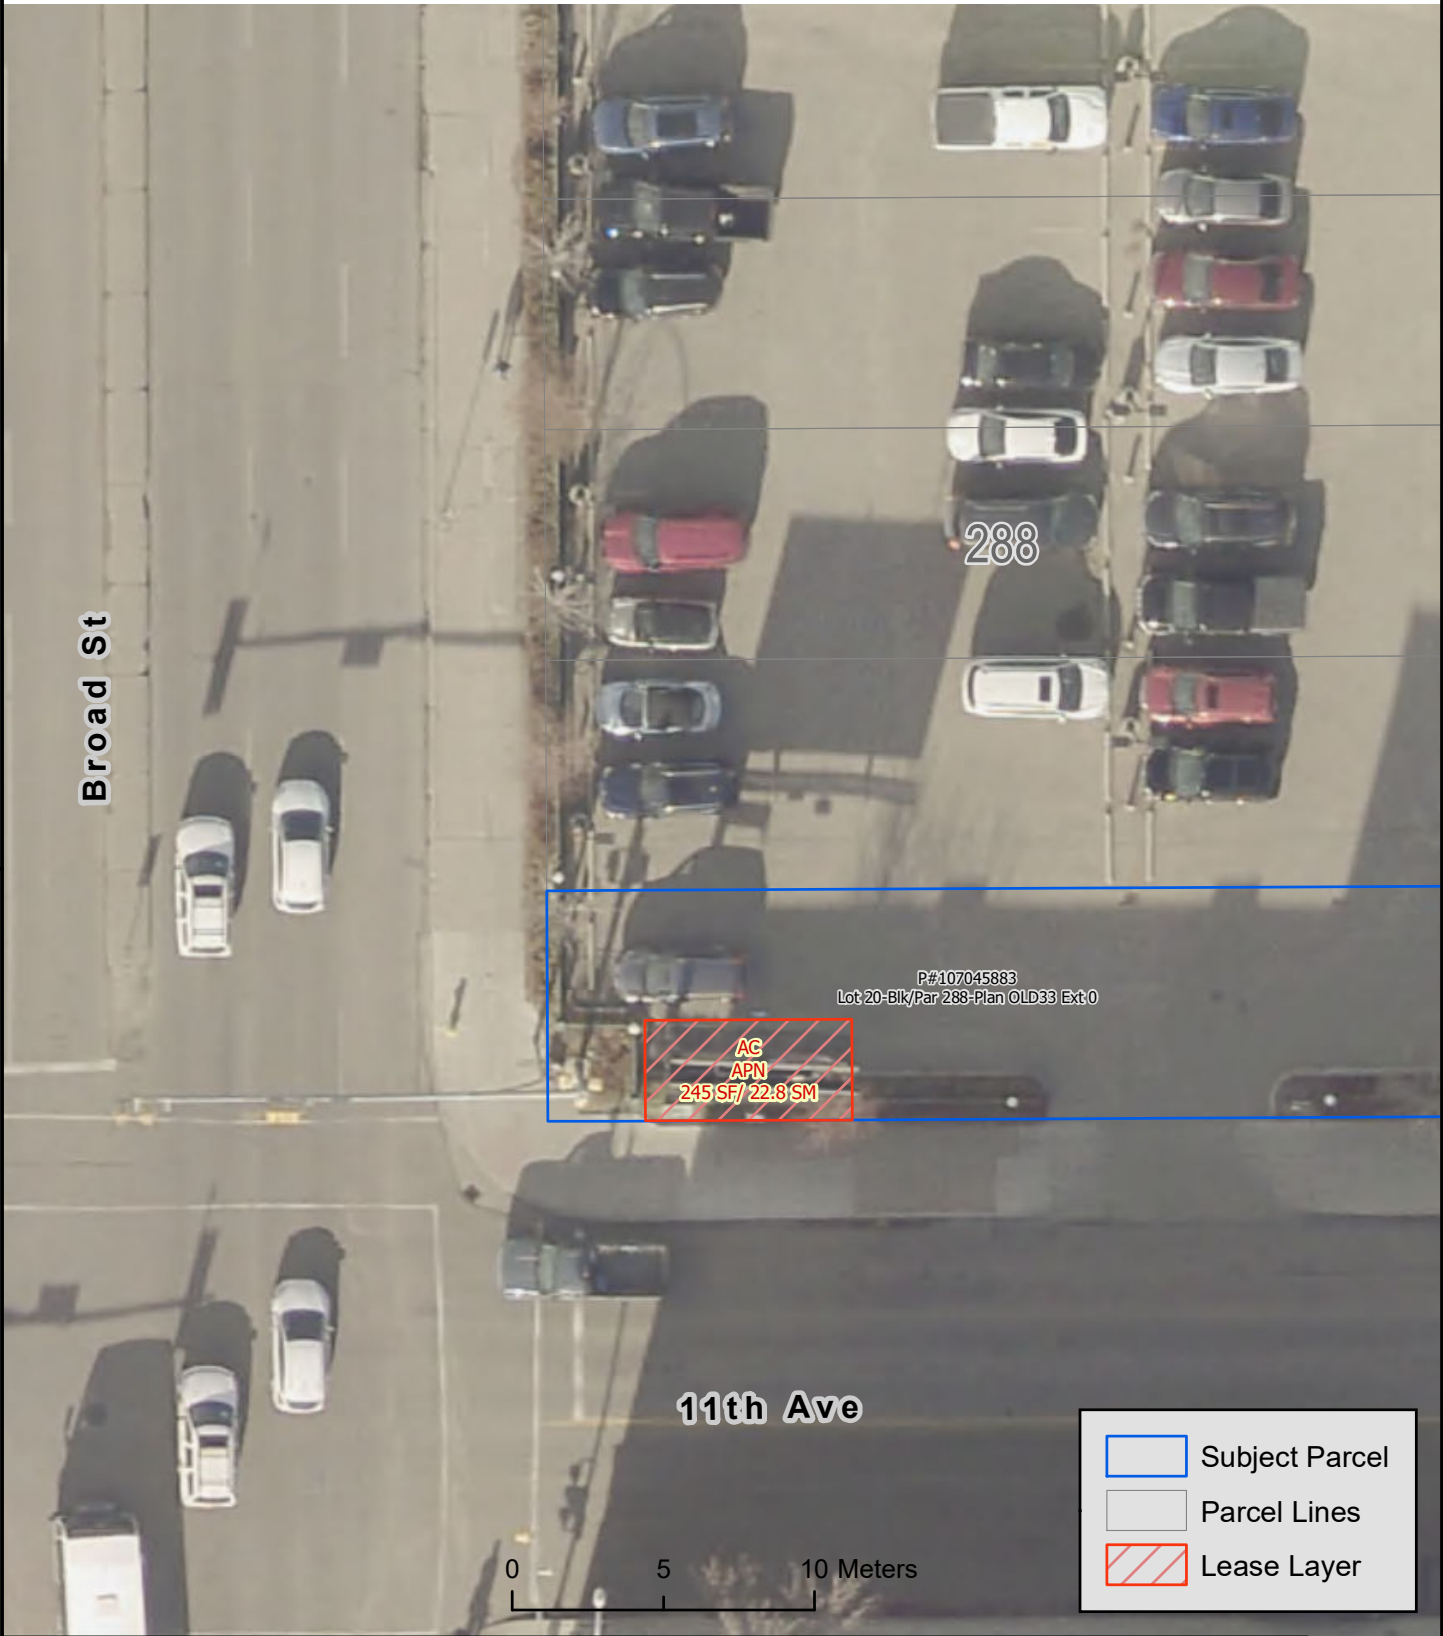 288
Broad St
P#107045883
Lot 20-Blk/Par 288-Plan OLD33 Ext 0
AC
APN
245 SF/ 22.8 SM
11th Ave
Subject Parcel
Parcel Lines
Lease Layer
0 5 10 Meters